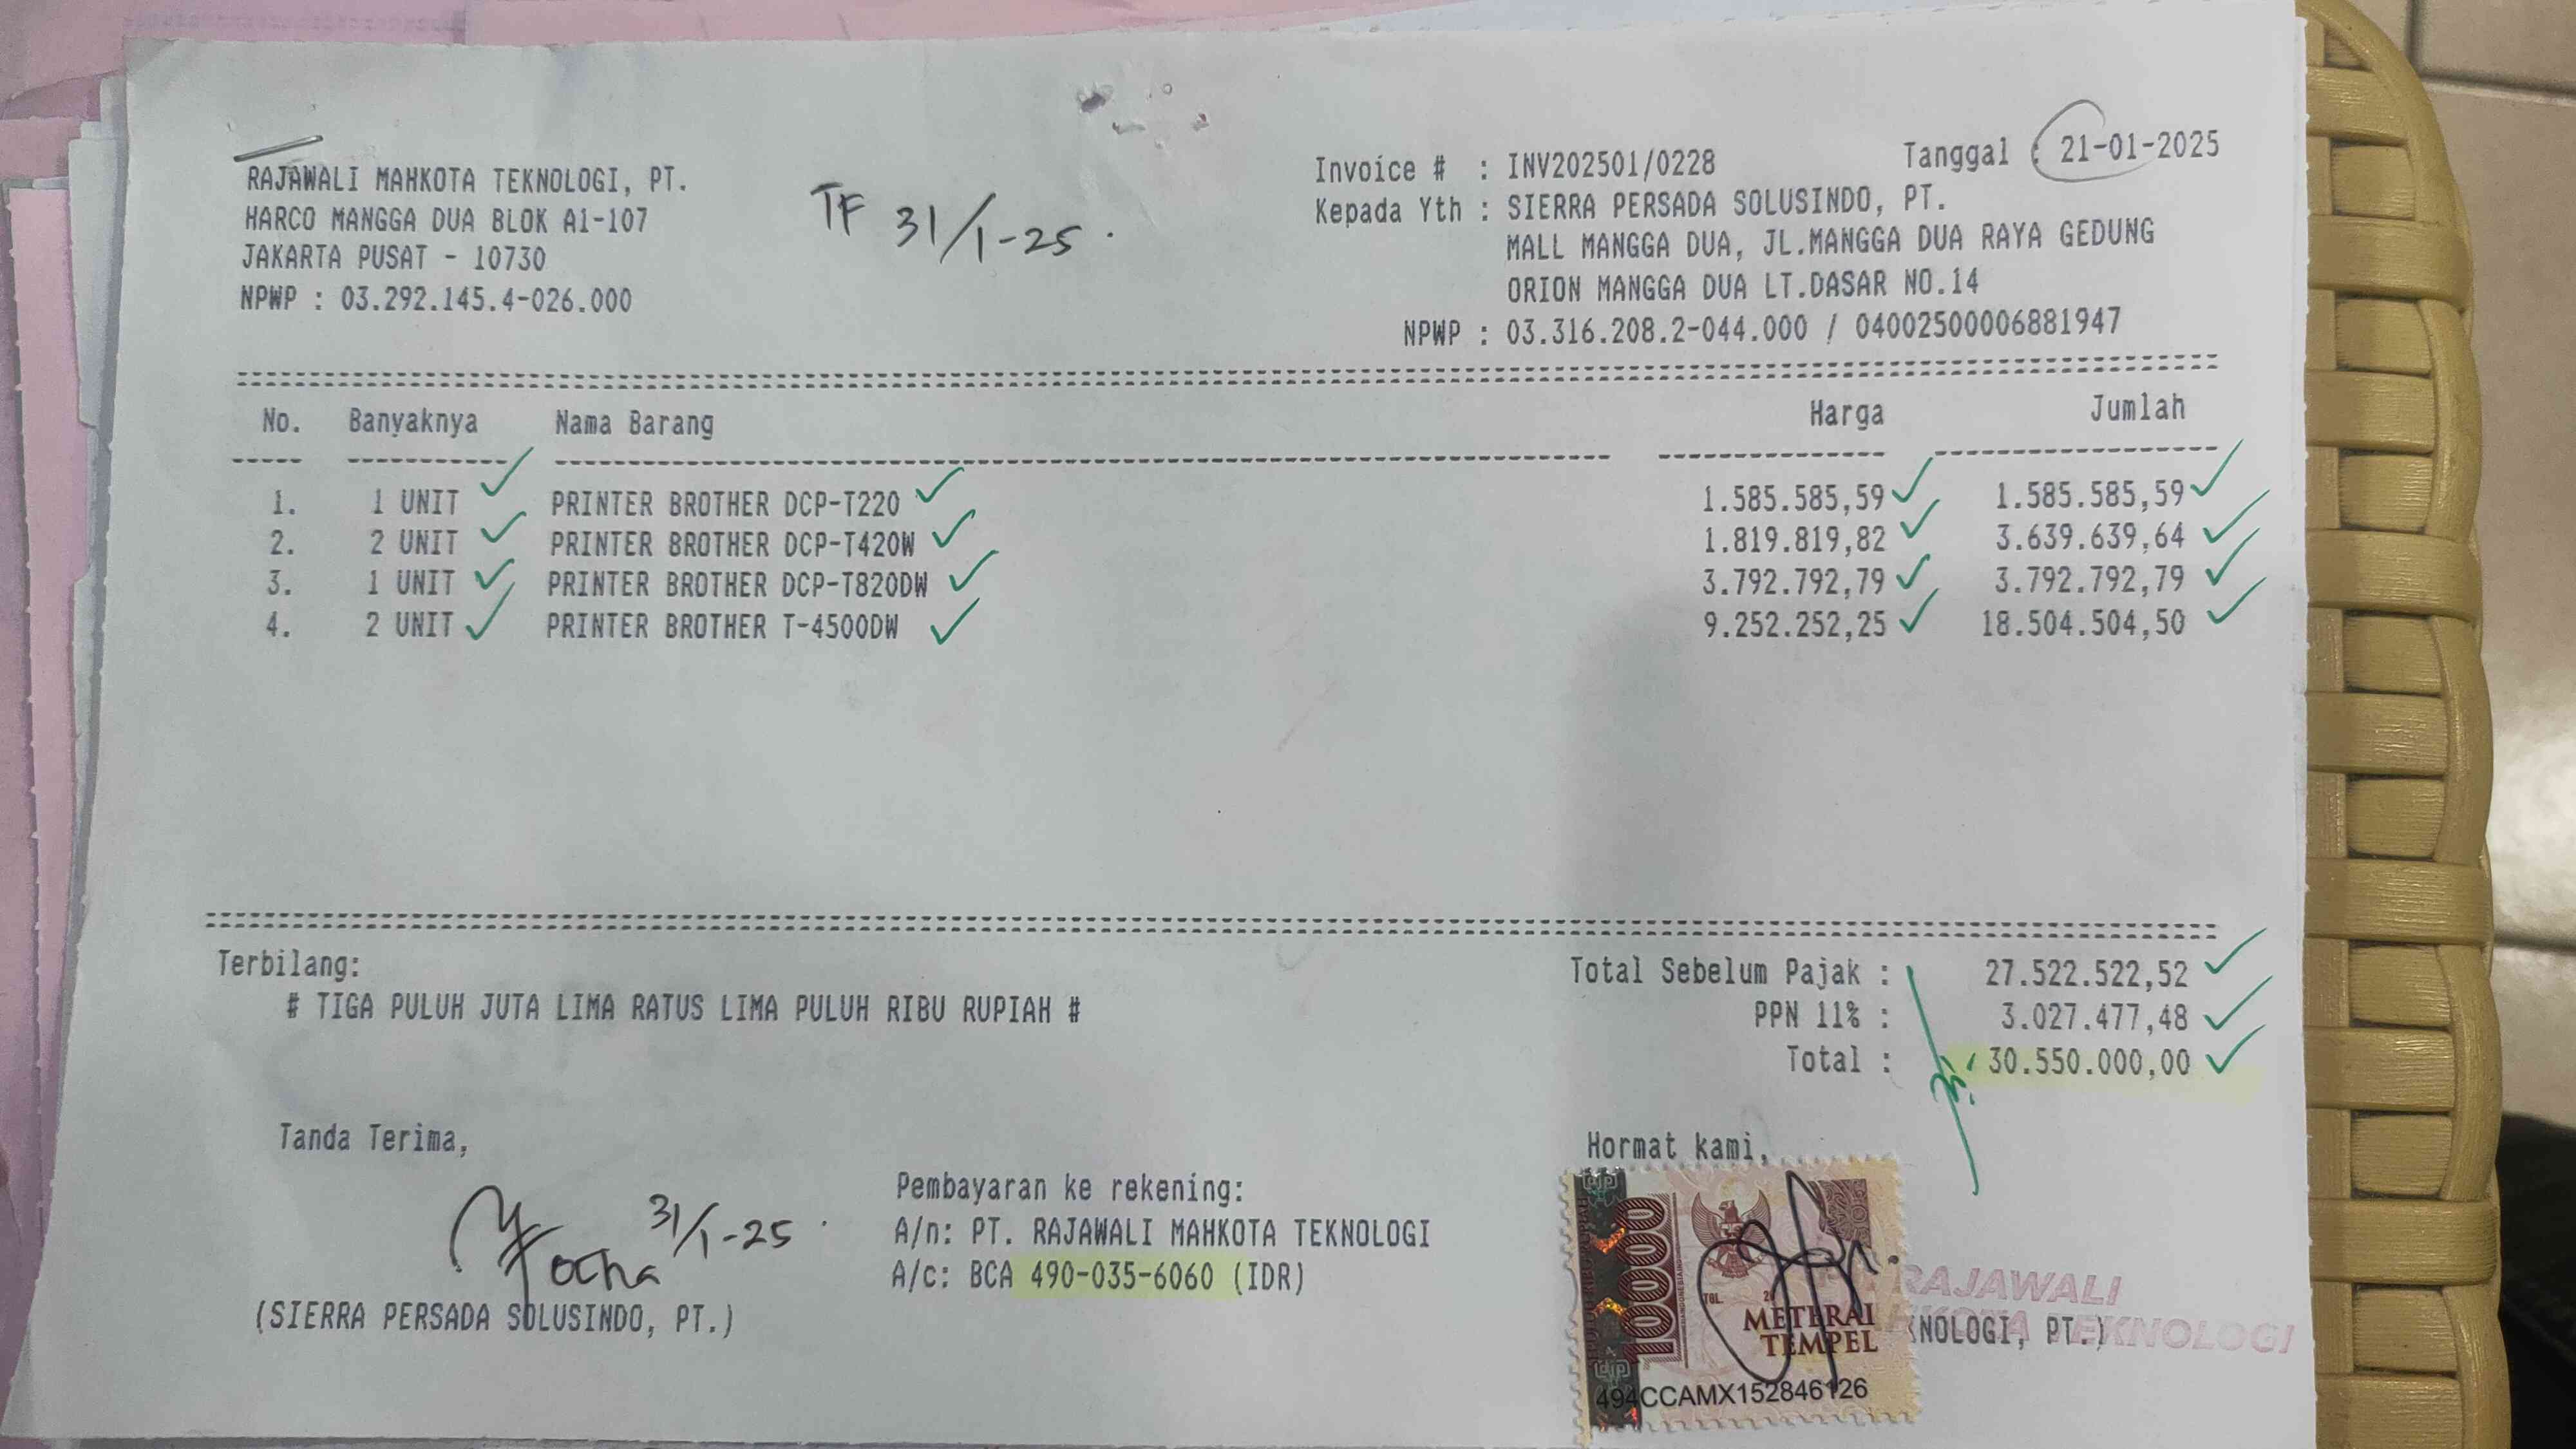 RAJAWALI MAHKOTA TEKNOLOGI, PT.
HARCO MANGGA DUA BLOK A1-107
JAKARTA PUSAT - 10730
NPWP : 03.292.145.4-026.000
TF 31/1-25.
Invoice # : INV202501/0228 Tanggal : 21-01-2025
Kepada Yth : SIERRA PERSADA SOLUSINDO, PT.
MALL MANGGA DUA, JL.MANGGA DUA RAYA GEDUNG
ORION MANGGA DUA LT.DASAR NO.14
NPWP : 03.316.208.2-044.000 / 04002500006881947
No. Banyaknya Nama Barang Harga Jumlah
1. 1 UNIT PRINTER BROTHER DCP-T220 1.585.585,59 1.585.585,59
2. 2 UNIT PRINTER BROTHER DCP-T420W 1.819.819,82 3.639.639,64
3. 1 UNIT PRINTER BROTHER DCP-T820DW 3.792.792,79 3.792.792,79
4. 2 UNIT PRINTER BROTHER T-4500DW 9.252.252,25 18.504.504,50
Terbilang:
# TIGA PULUH JUTA LIMA RATUS LIMA PULUH RIBU RUPIAH #
Total Sebelum Pajak : 27.522.522,52
PPN 11% : 3.027.477,48
Total : 30.550.000,00
Tanda Terima,
31/1-25.
(SIERRA PERSADA SOLUSINDO, PT.)
Pembayaran ke rekening:
A/n: PT. RAJAWALI MAHKOTA TEKNOLOGI
A/c: BCA 490-035-6060 (IDR)
Hormat kami,
10000
TGL. 20
METERAI
TEMPEL
494CCAMX152846126
RAJAWALI
TEKNOLOGI
NOLOGI, PT.)